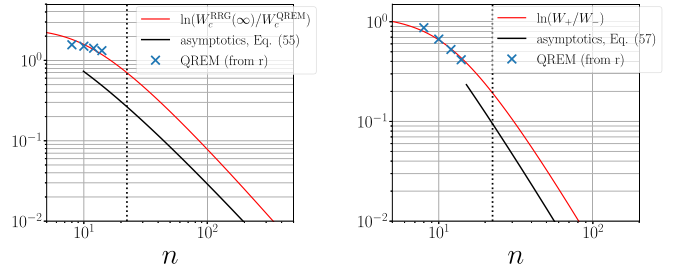 ln(W_c^RRG(∞)/W_c^QREM)
asymptotics, Eq. (55)
QREM (from r)
10^0
10^-1
10^-2
10^1
10^2
n
ln(W_+/W_-)
asymptotics, Eq. (57)
QREM (from r)
10^0
10^-1
10^-2
10^1
10^2
n